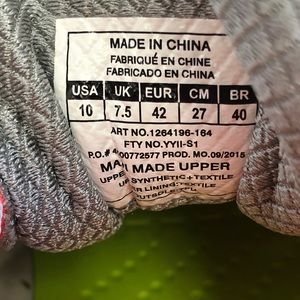 MADE IN CHINA
FABRIQUÉ EN CHINE
FABRICADO EN CHINA
USA UK EUR CM BR
10 7.5 42 27 40
ART NO.1264196-164
FTY NO.YYII-S1
P.O.# 00772577 PROD. MO.09/2015
MADE UPPER
SYNTHETIC+TEXTILE
LINING:TEXTILE